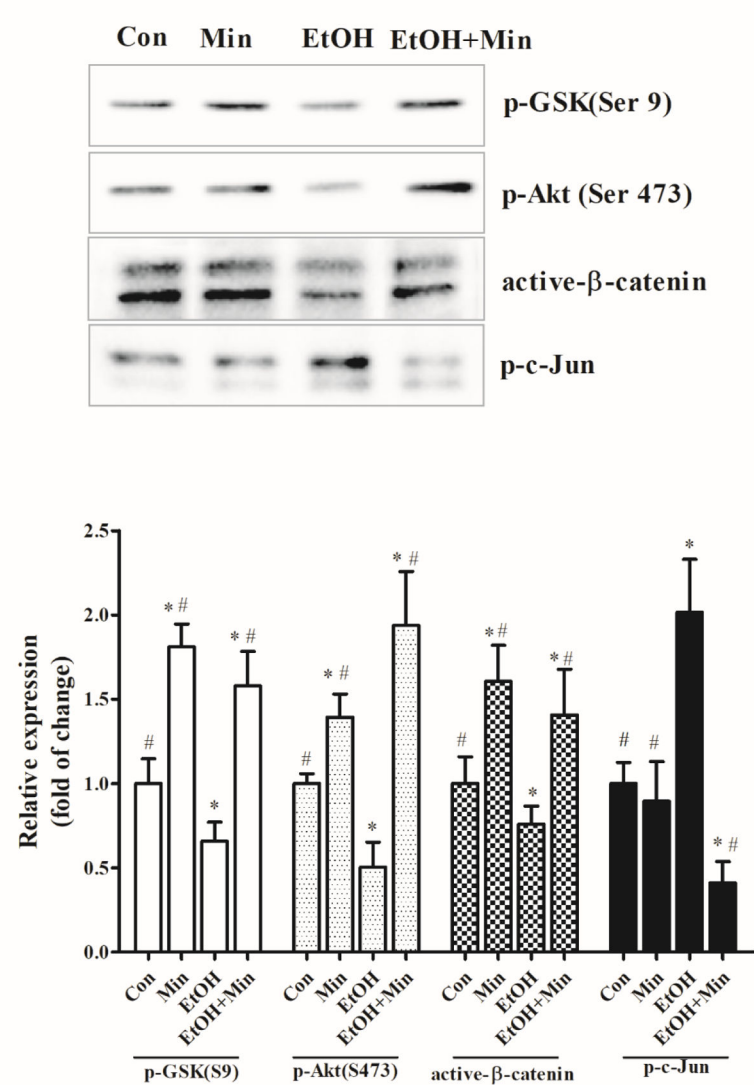 Con Min EtOH EtOH+Min
p-GSK(Ser 9)
p-Akt (Ser 473)
active-β-catenin
p-c-Jun
Relative expression
(fold of change)
2.5
2.0
1.5
1.0
0.5
0.0
* # * # * # * # * # * # * * # # # # # * * * * #
Con Min EtOH EtOH+Min Con Min EtOH EtOH+Min Con Min EtOH EtOH+Min Con Min EtOH EtOH+Min
p-GSK(S9) p-Akt(S473) active-β-catenin p-c-Jun